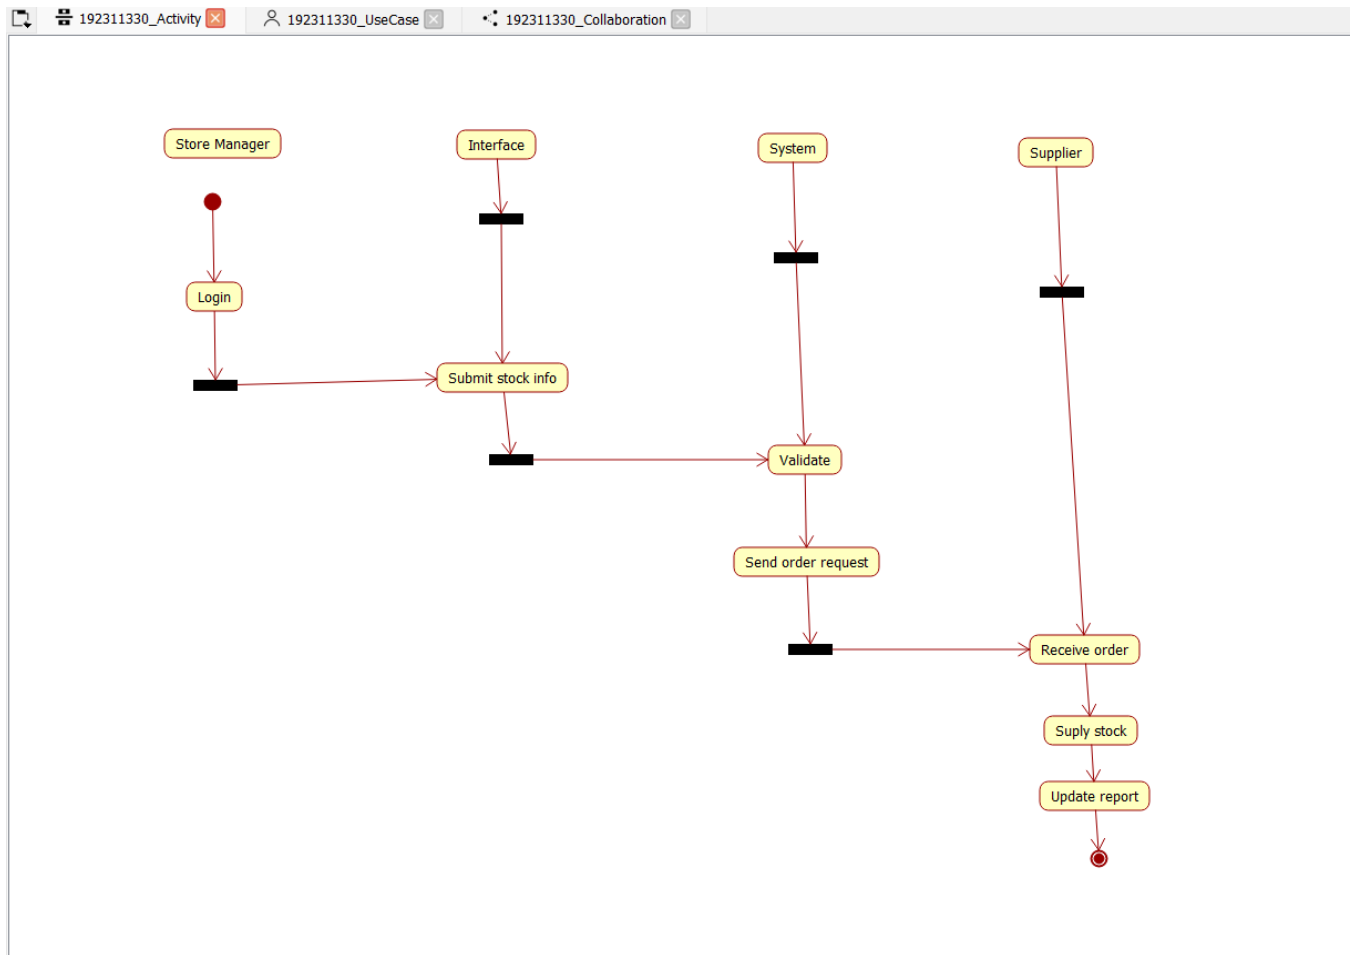 192311330_Activity
192311330_UseCase
192311330_Collaboration
Store Manager
Interface
System
Supplier
Login
Submit stock info
Validate
Send order request
Receive order
Suply stock
Update report